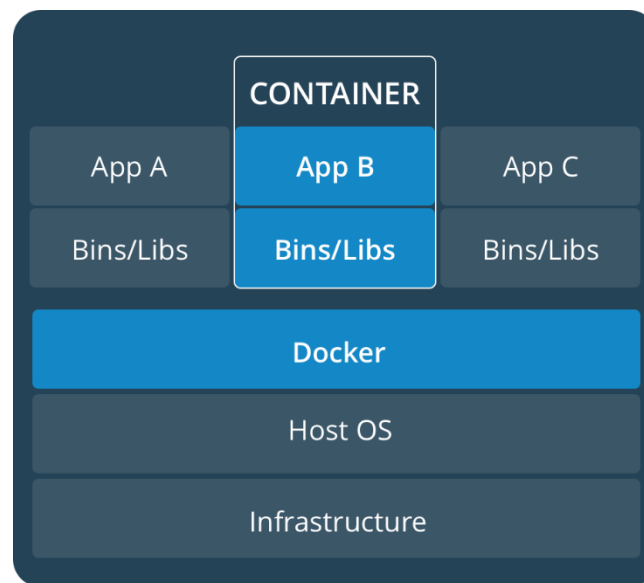 CONTAINER
App A
App B
App C
Bins/Libs
Bins/Libs
Bins/Libs
Docker
Host OS
Infrastructure